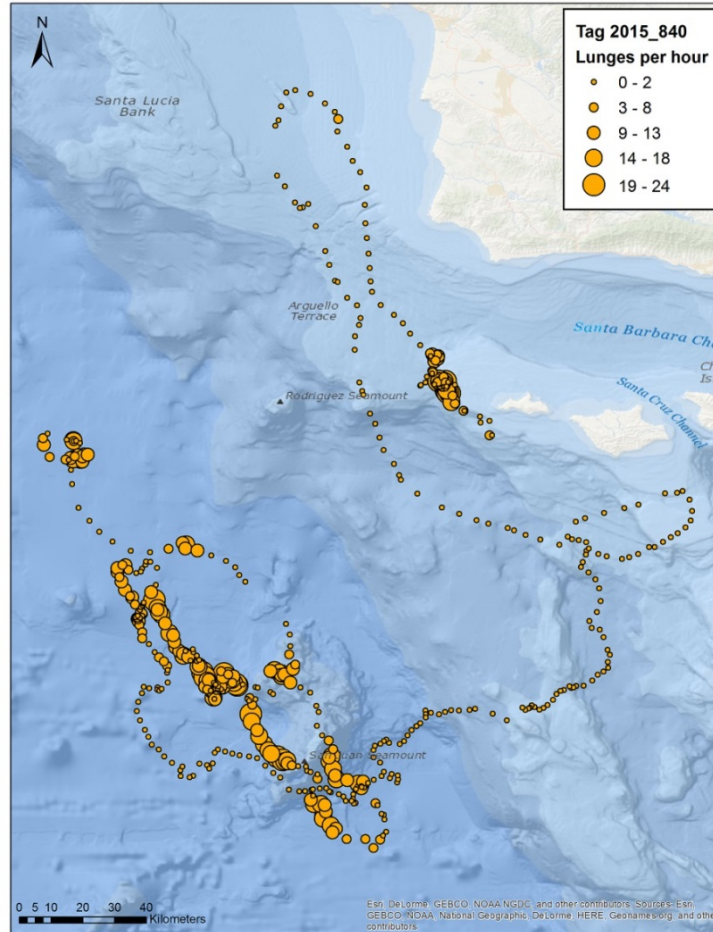 N
Tag 2015_840
Lunges per hour
0 - 2
3 - 8
9 - 13
14 - 18
19 - 24
Santa Lucia
Bank
Arguello
Terrace
Santa Barbara Cha
Ch
Isl
Santa Cruz Channel
Rodriguez Seamount
San Juan Seamount
0 5 10 20 30 40
Kilometers
Esri, DeLorme, GEBCO, NOAA NGDC, and other contributors. Sources: Esri,
GEBCO, NOAA, National Geographic, DeLorme, HERE, Geonames.org, and other
contributors